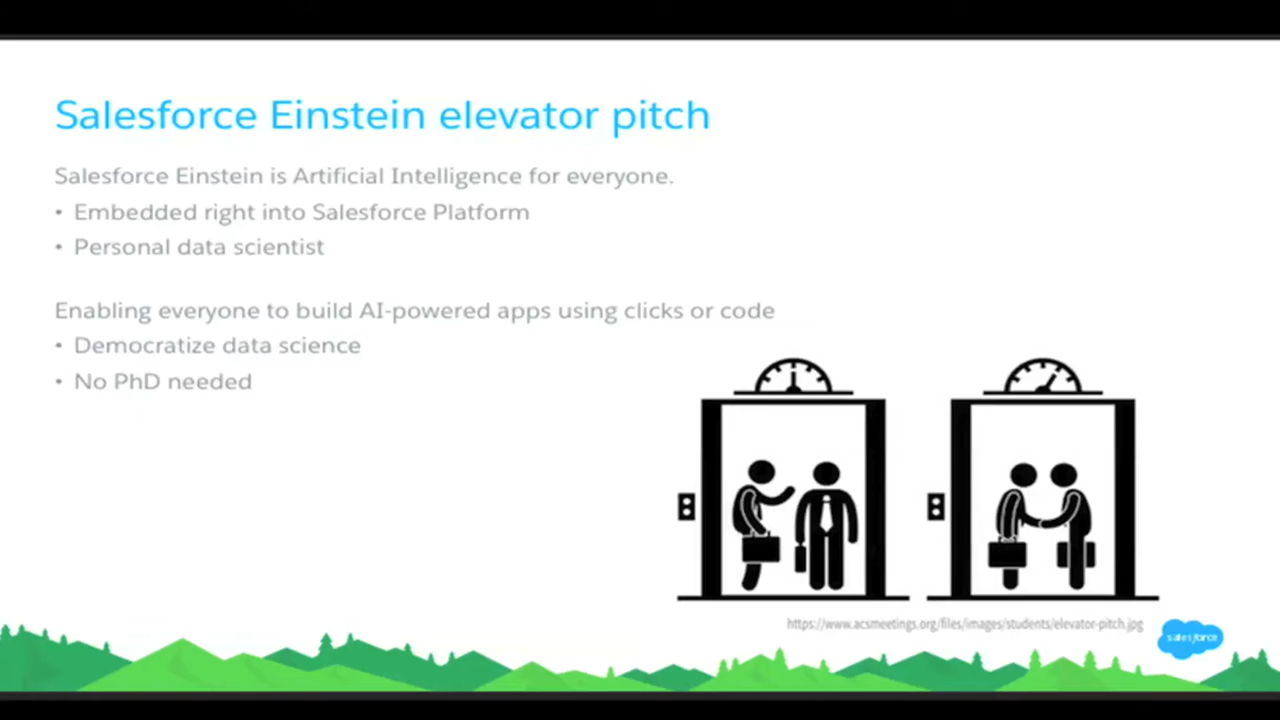 Salesforce Einstein elevator pitch
Salesforce Einstein is Artificial Intelligence for everyone.
• Embedded right into Salesforce Platform
• Personal data scientist
Enabling everyone to build AI-powered apps using clicks or code
• Democratize data science
• No PhD needed
https://www.acsmeetings.org/files/images/students/elevator-pitch.jpg
salesforce